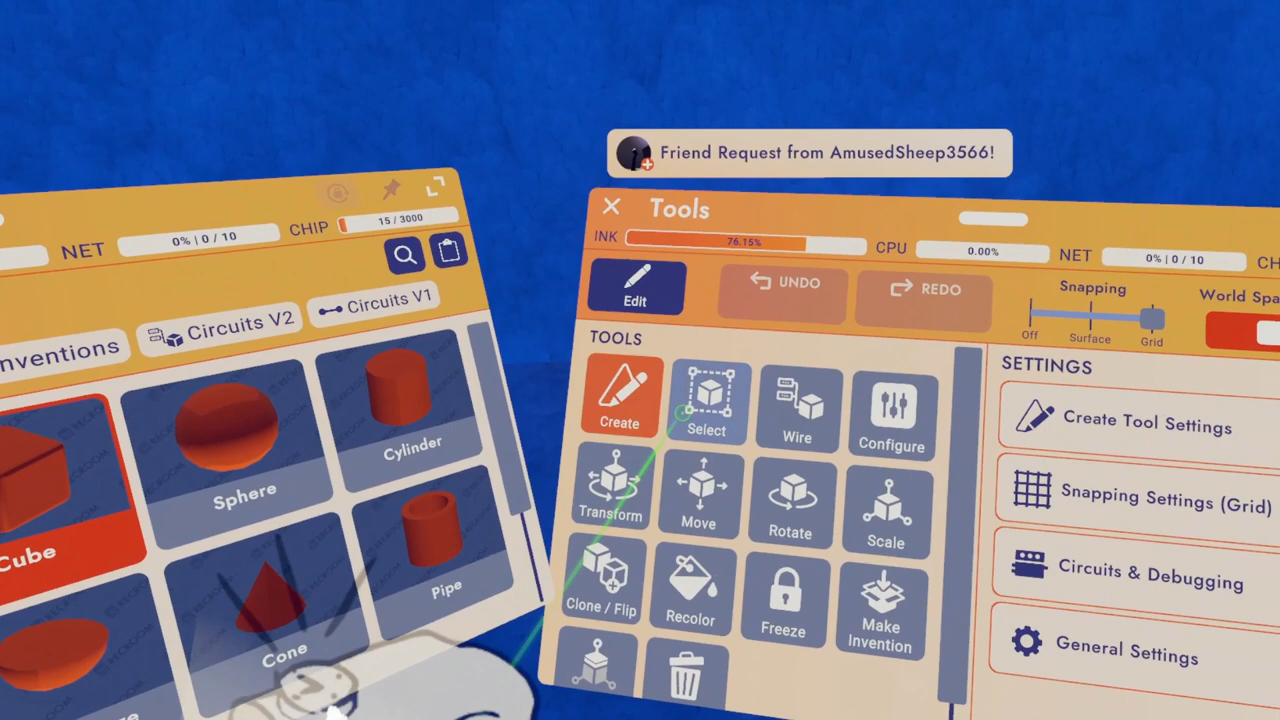 Friend Request from AmusedSheep3566!
NET
0% | 0 / 10
CHIP
15 / 3000
Circuits V2
Circuits V1
Cube
Sphere
Cylinder
Cone
Pipe
Tools
INK
76.15%
CPU
0.00%
NET
0% | 0 / 10
Edit
UNDO
REDO
Snapping
Off
Surface
Grid
TOOLS
Create
Select
Wire
Configure
Transform
Move
Rotate
Scale
Clone / Flip
Recolor
Freeze
Make
Invention
SETTINGS
Create Tool Settings
Snapping Settings (Grid)
Circuits & Debugging
General Settings